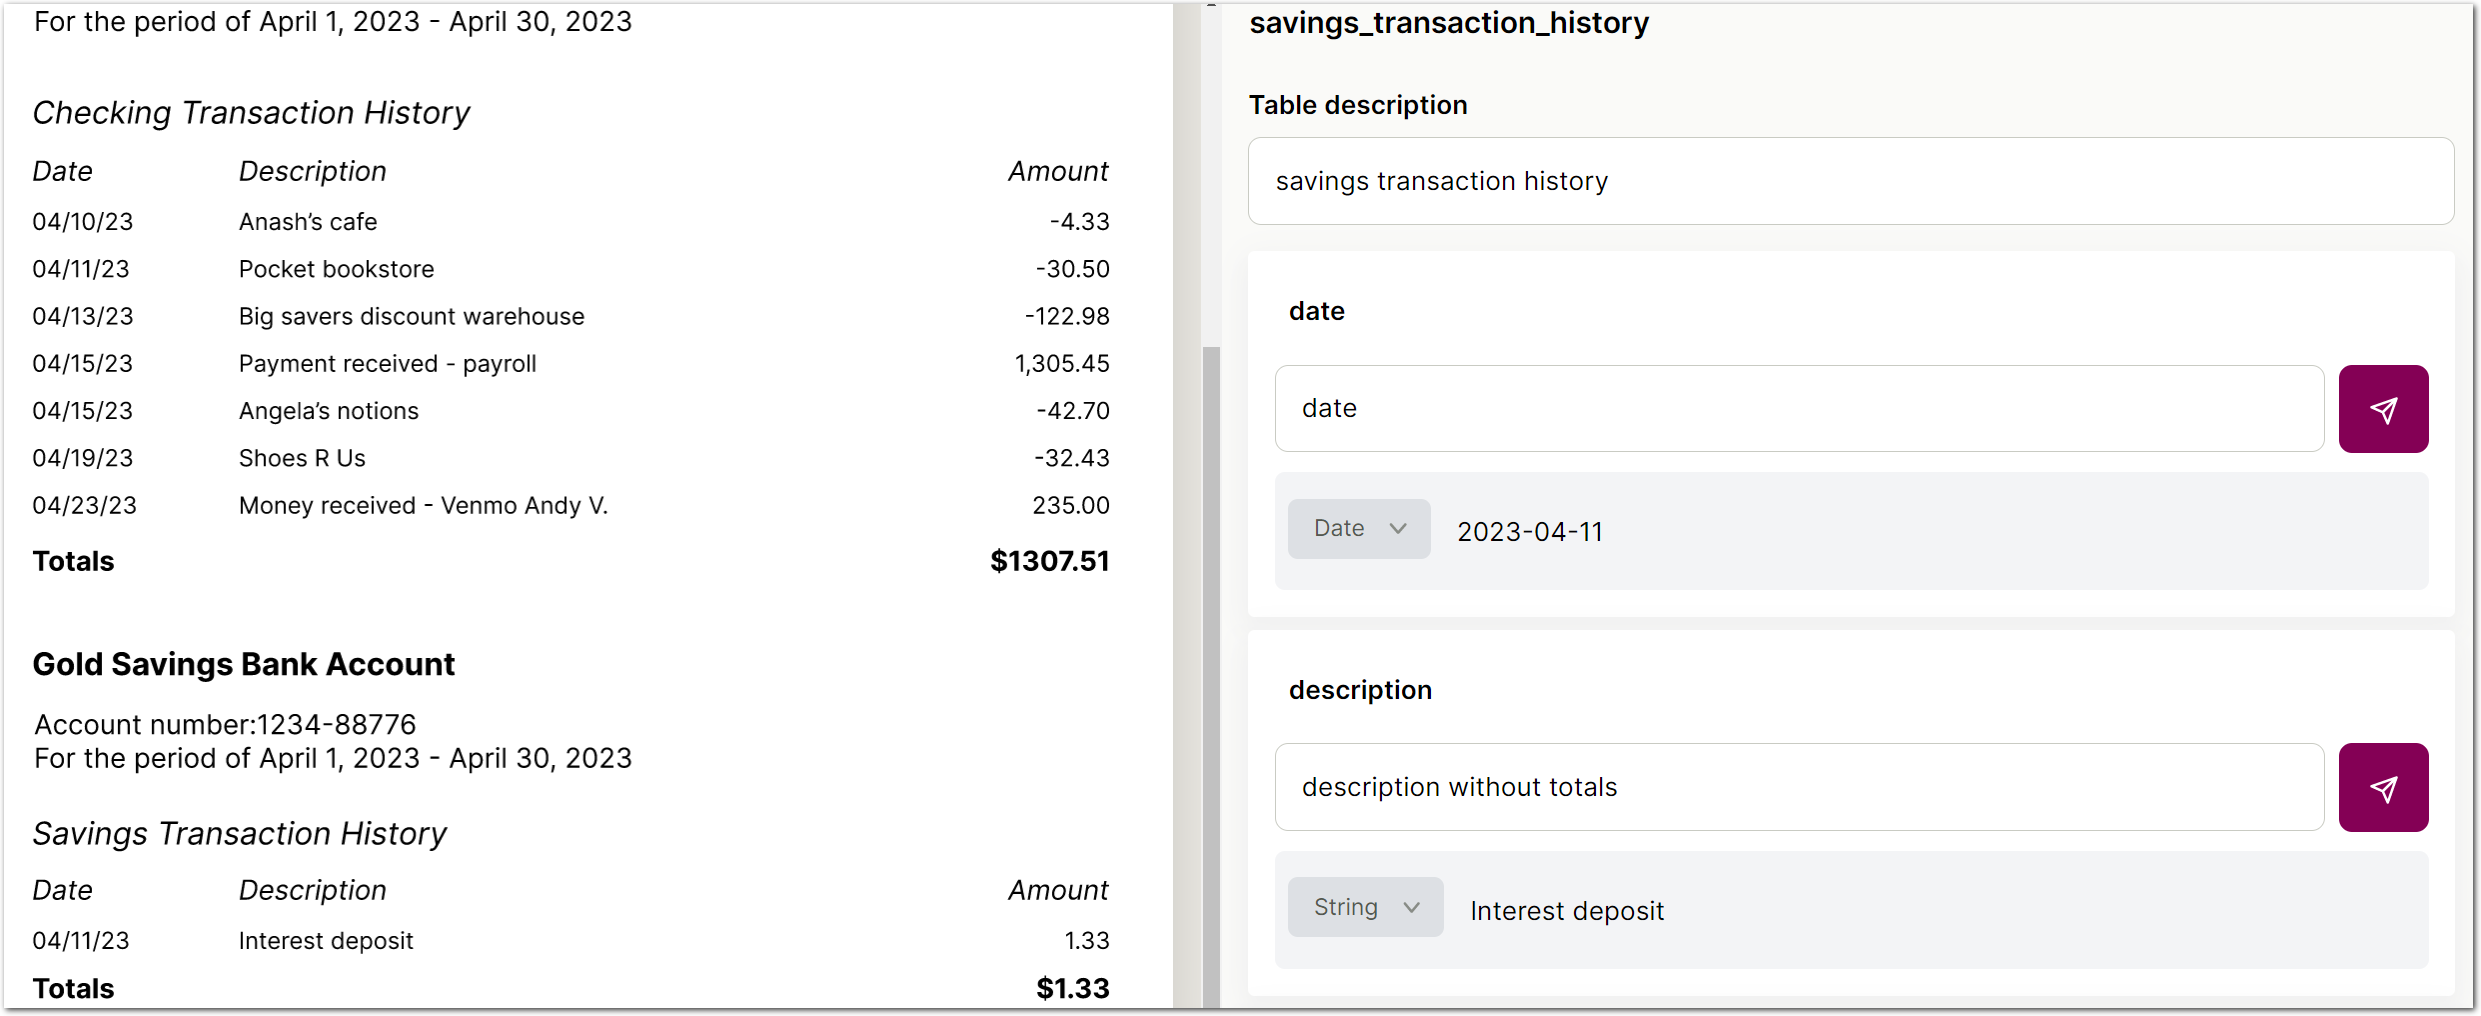 For the period of April 1, 2023 - April 30, 2023
Checking Transaction History
Date Description Amount
04/10/23 Anash’s cafe -4.33
04/11/23 Pocket bookstore -30.50
04/13/23 Big savers discount warehouse -122.98
04/15/23 Payment received - payroll 1,305.45
04/15/23 Angela’s notions -42.70
04/19/23 Shoes R Us -32.43
04/23/23 Money received - Venmo Andy V. 235.00
Totals $1307.51
Gold Savings Bank Account
Account number:1234-88776
For the period of April 1, 2023 - April 30, 2023
Savings Transaction History
Date Description Amount
04/11/23 Interest deposit 1.33
Totals $1.33
savings_transaction_history
Table description
savings transaction history
date
date
Date 2023-04-11
description
description without totals
String Interest deposit